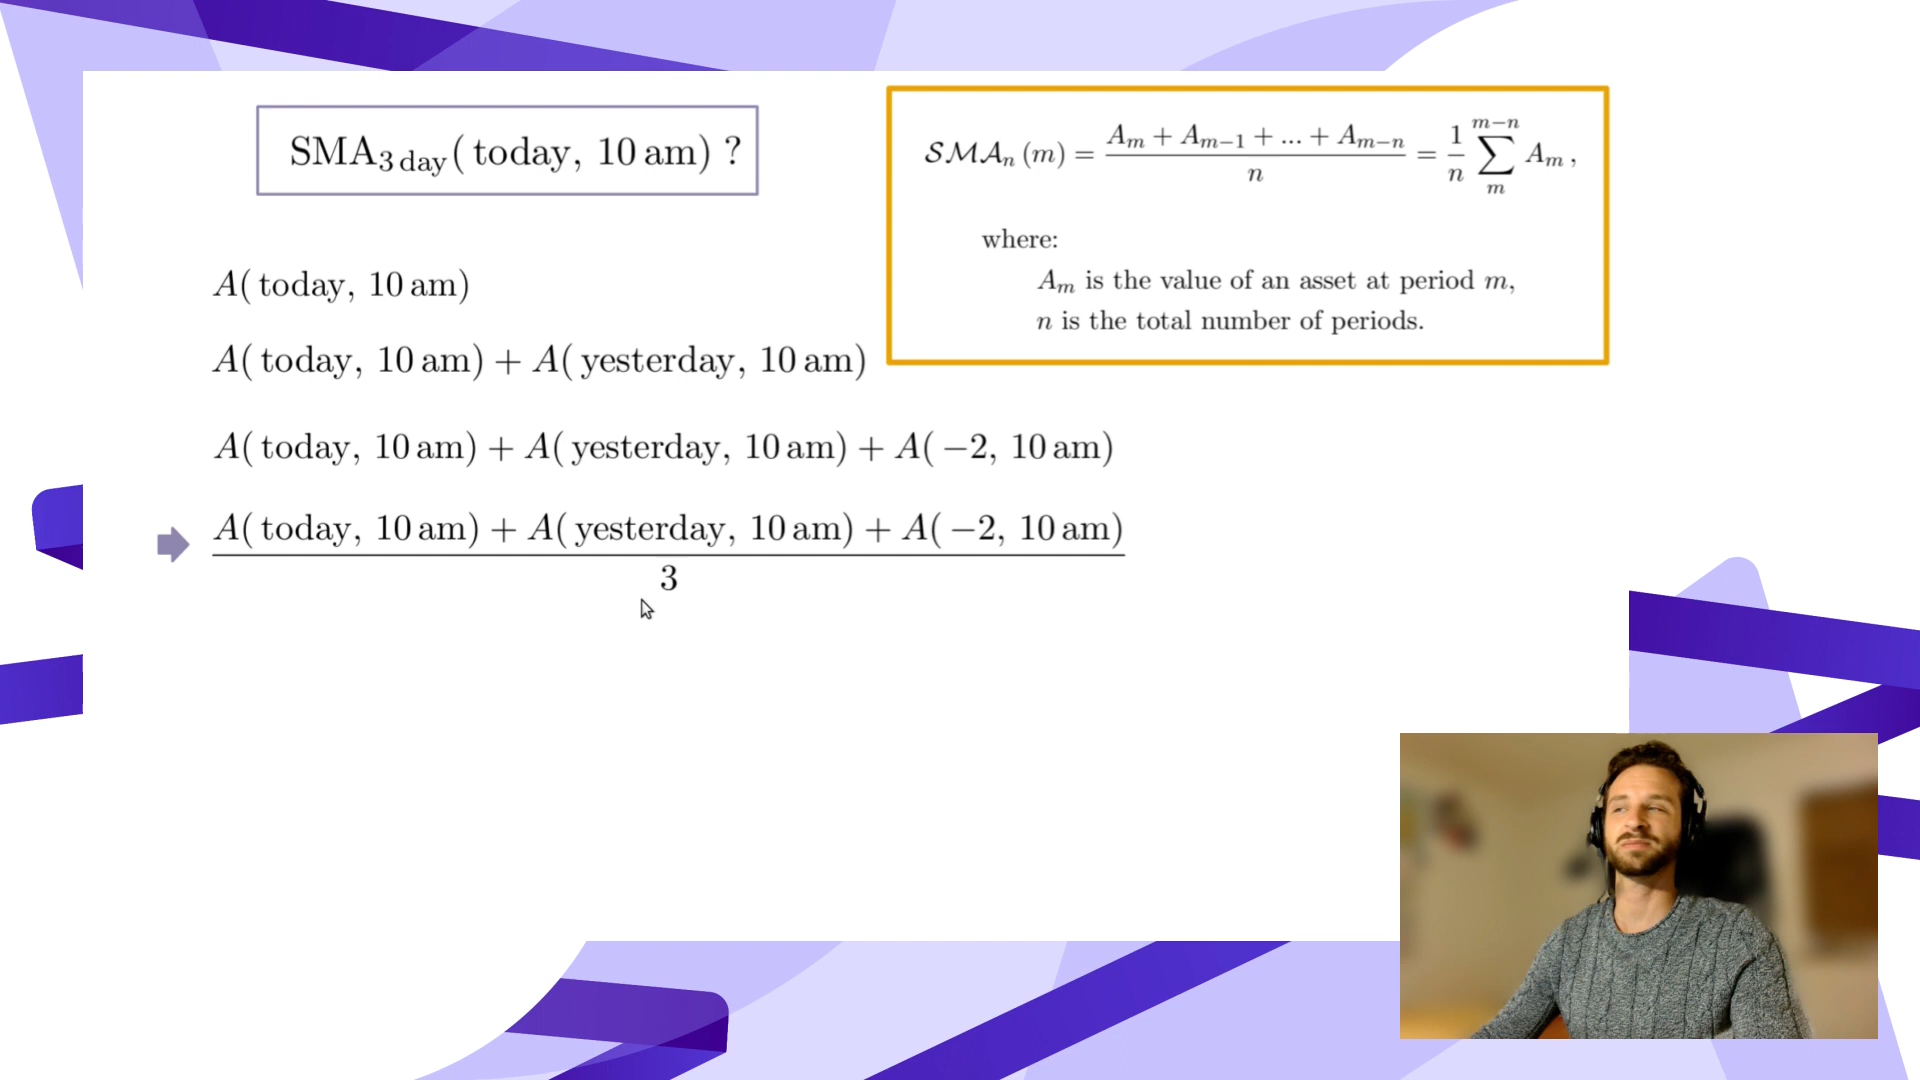 SMA₃ day( today, 10 am) ?
𝒮ℳ𝒜ₙ (m) = (Aₘ + Aₘ₋₁ + ... + Aₘ₋ₙ)/n = 1/n ∑ₘᵐ⁻ⁿ Aₘ ,
where:
Aₘ is the value of an asset at period m,
n is the total number of periods.
A( today, 10 am)
A( today, 10 am) + A( yesterday, 10 am)
A( today, 10 am) + A( yesterday, 10 am) + A( −2, 10 am)
A( today, 10 am) + A( yesterday, 10 am) + A( −2, 10 am)
3